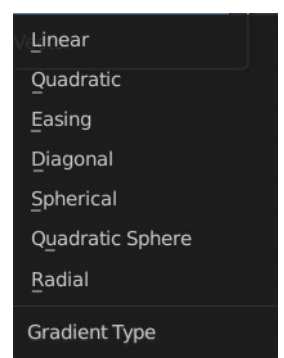 Linear
Quadratic
Easing
Diagonal
Spherical
Quadratic Sphere
Radial
Gradient Type